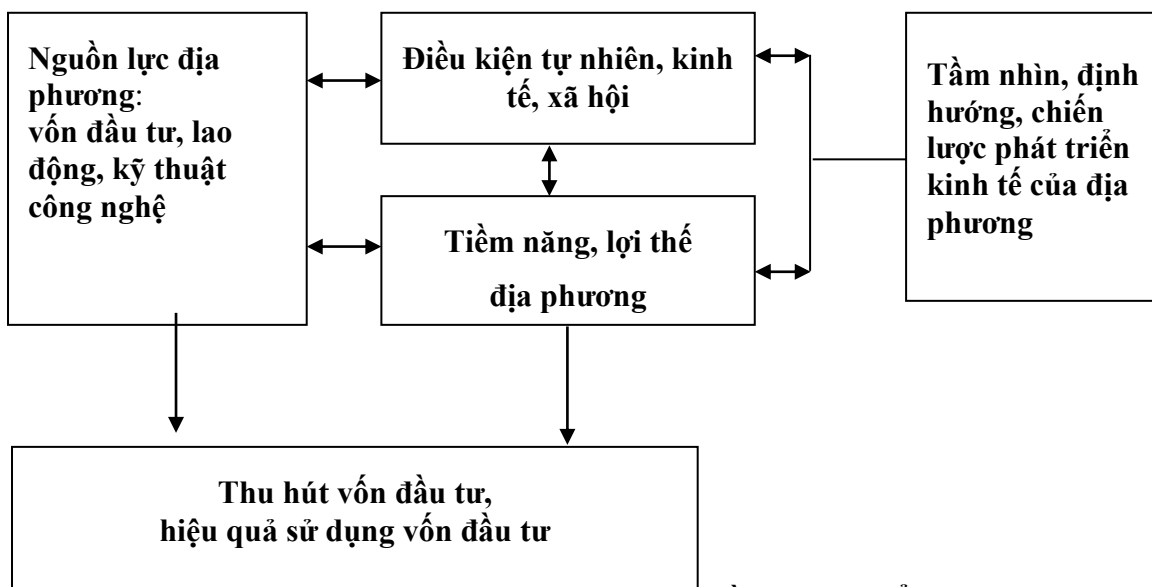 Nguồn lực địa
phương:
vốn đầu tư, lao
động, kỹ thuật
công nghệ
Điều kiện tự nhiên, kinh
tế, xã hội
Tiềm năng, lợi thế
địa phương
Tầm nhìn, định
hướng, chiến
lược phát triển
kinh tế của địa
phương
Thu hút vốn đầu tư,
hiệu quả sử dụng vốn đầu tư